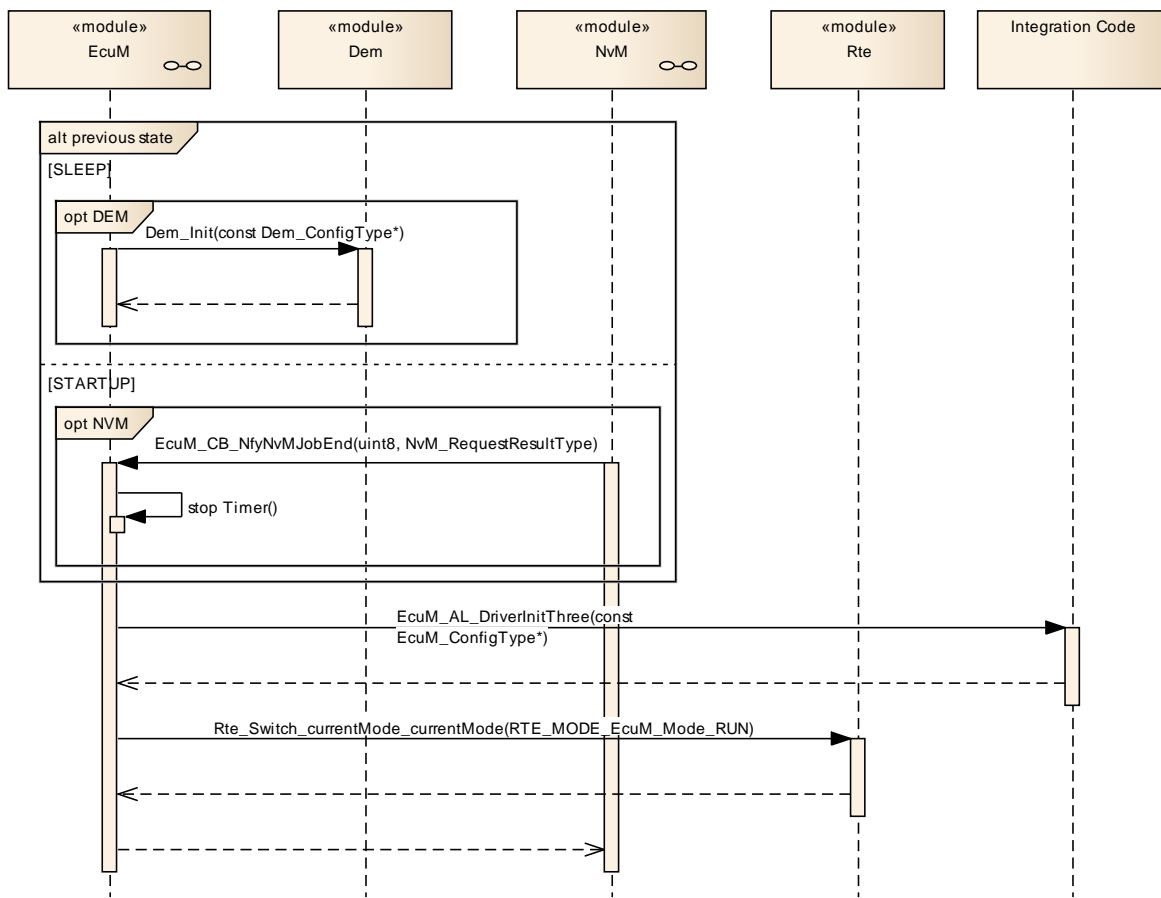 «module»
EcuM
«module»
Dem
«module»
NvM
«module»
Rte
Integration Code
alt previous state
[SLEEP]
opt DEM
Dem_Init(const Dem_ConfigType*)
[STARTUP]
opt NVM
EcuM_CB_NfyNvMJobEnd(uint8, NvM_RequestResultType)
stop Timer()
EcuM_AL_DriverInitThree(const
EcuM_ConfigType*)
Rte_Switch_currentMode_currentMode(RTE_MODE_EcuM_Mode_RUN)